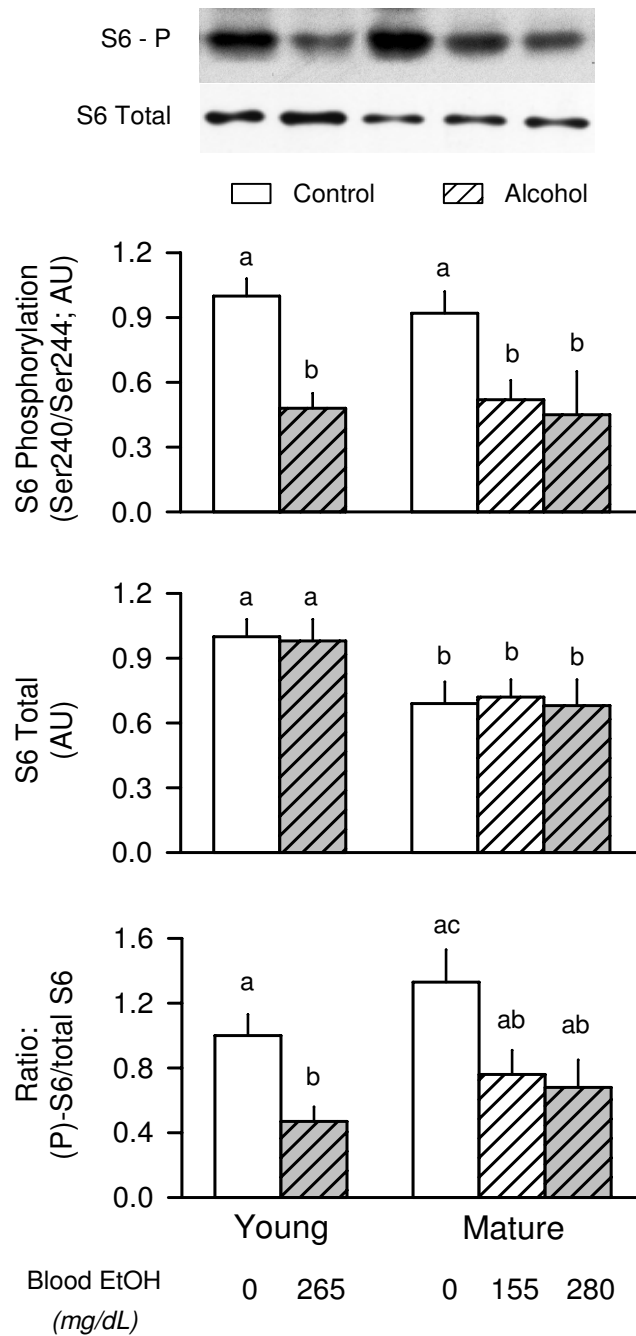 S6 - P
S6 Total
Control Alcohol
S6 Phosphorylation
(Ser240/Ser244; AU)
1.2
0.9
0.6
0.3
0.0
a
b
a
b
b
S6 Total
(AU)
1.2
0.9
0.6
0.3
0.0
a
a
b
b
b
Ratio:
(P)-S6/total S6
1.6
1.2
0.8
0.4
0.0
a
b
ac
ab
ab
Young Mature
Blood EtOH
(mg/dL)
0 265 0 155 280